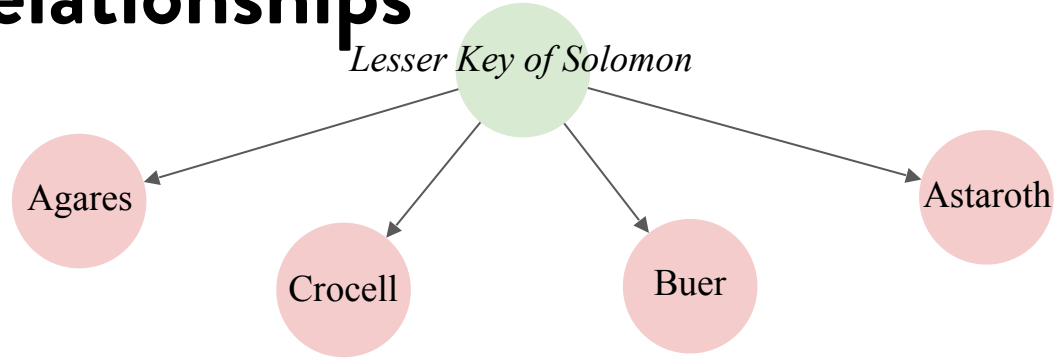 elationships
Lesser Key of Solomon
Agares
Astaroth
Crocell
Buer